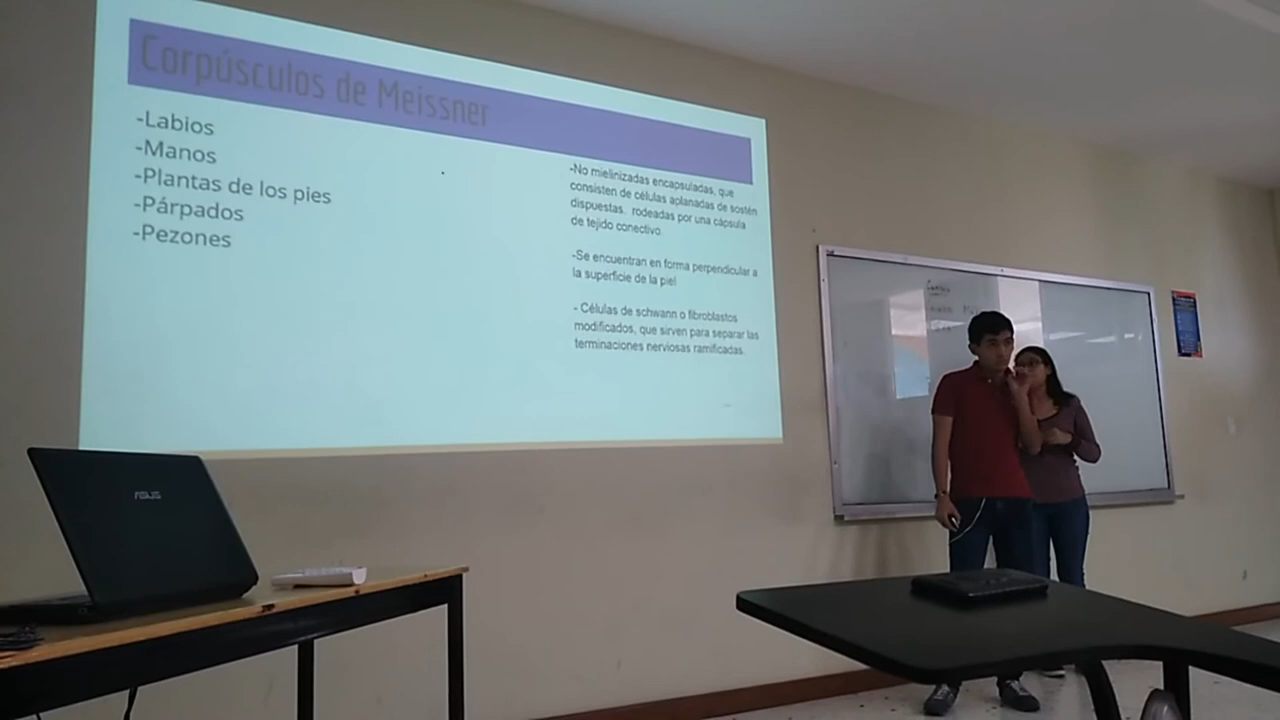 Corpúsculos de Meissner
-Labios
-Manos
-Plantas de los pies
-Párpados
-Pezones
-No mielinizadas encapsuladas, que
consisten de células aplanadas de sostén
dispuestas. rodeadas por una cápsula
de tejido conectivo.
-Se encuentran en forma perpendicular a
la superficie de la piel
- Células de schwann o fibroblastos
modificados, que sirven para separar las
terminaciones nerviosas ramificadas.
ASUS